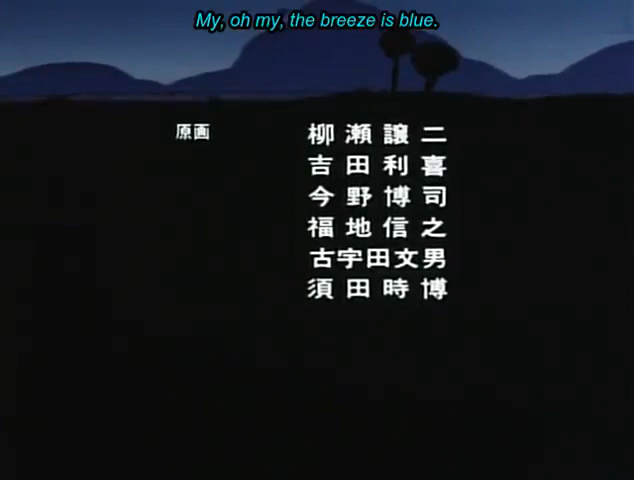 My, oh my, the breeze is blue.
原画 柳瀬譲二
吉田利喜
今野博司
福地信之
古宇田文男
須田時博